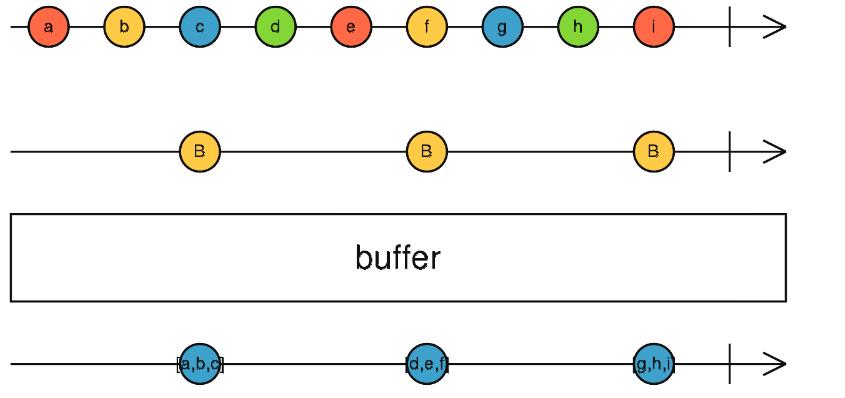 a b c d e f g h i
B B B
buffer
[a,b,c] [d,e,f] [g,h,i]